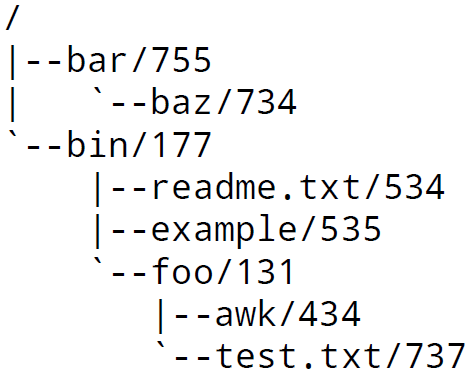 /
|--bar/755
|   `--baz/734
`--bin/177
    |--readme.txt/534
    |--example/535
    `--foo/131
       |--awk/434
       `--test.txt/737